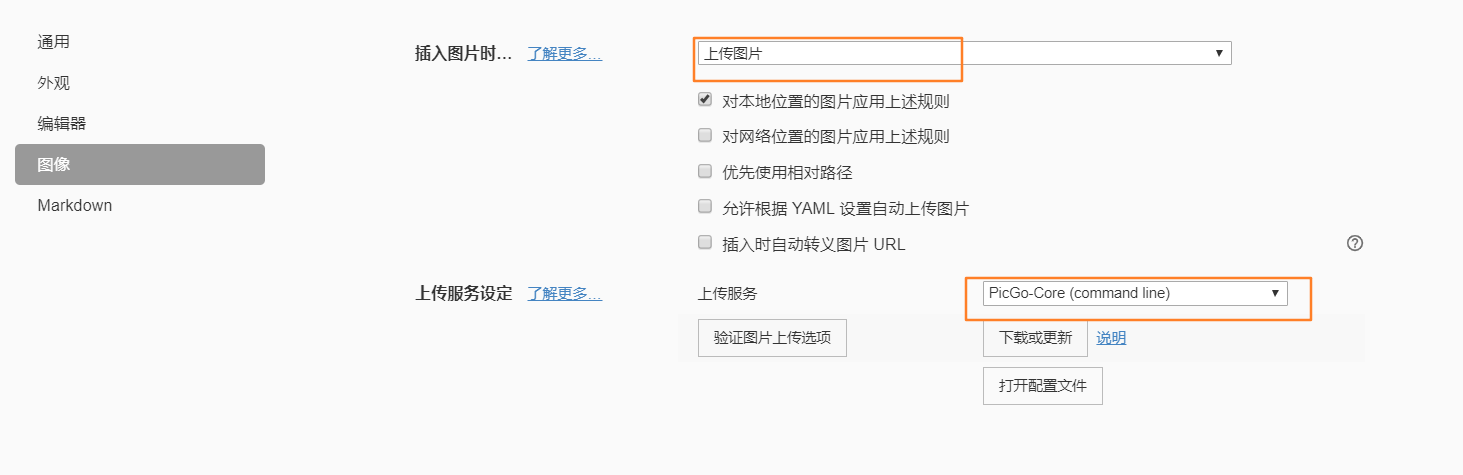 通用
外观
编辑器
图像
Markdown
插入图片时... 了解更多... 上传图片
对本地位置的图片应用上述规则
对网络位置的图片应用上述规则
优先使用相对路径
允许根据 YAML 设置自动上传图片
插入时自动转义图片 URL
上传服务设定 了解更多... 上传服务 PicGo-Core (command line)
验证图片上传选项 下载或更新 说明
打开配置文件